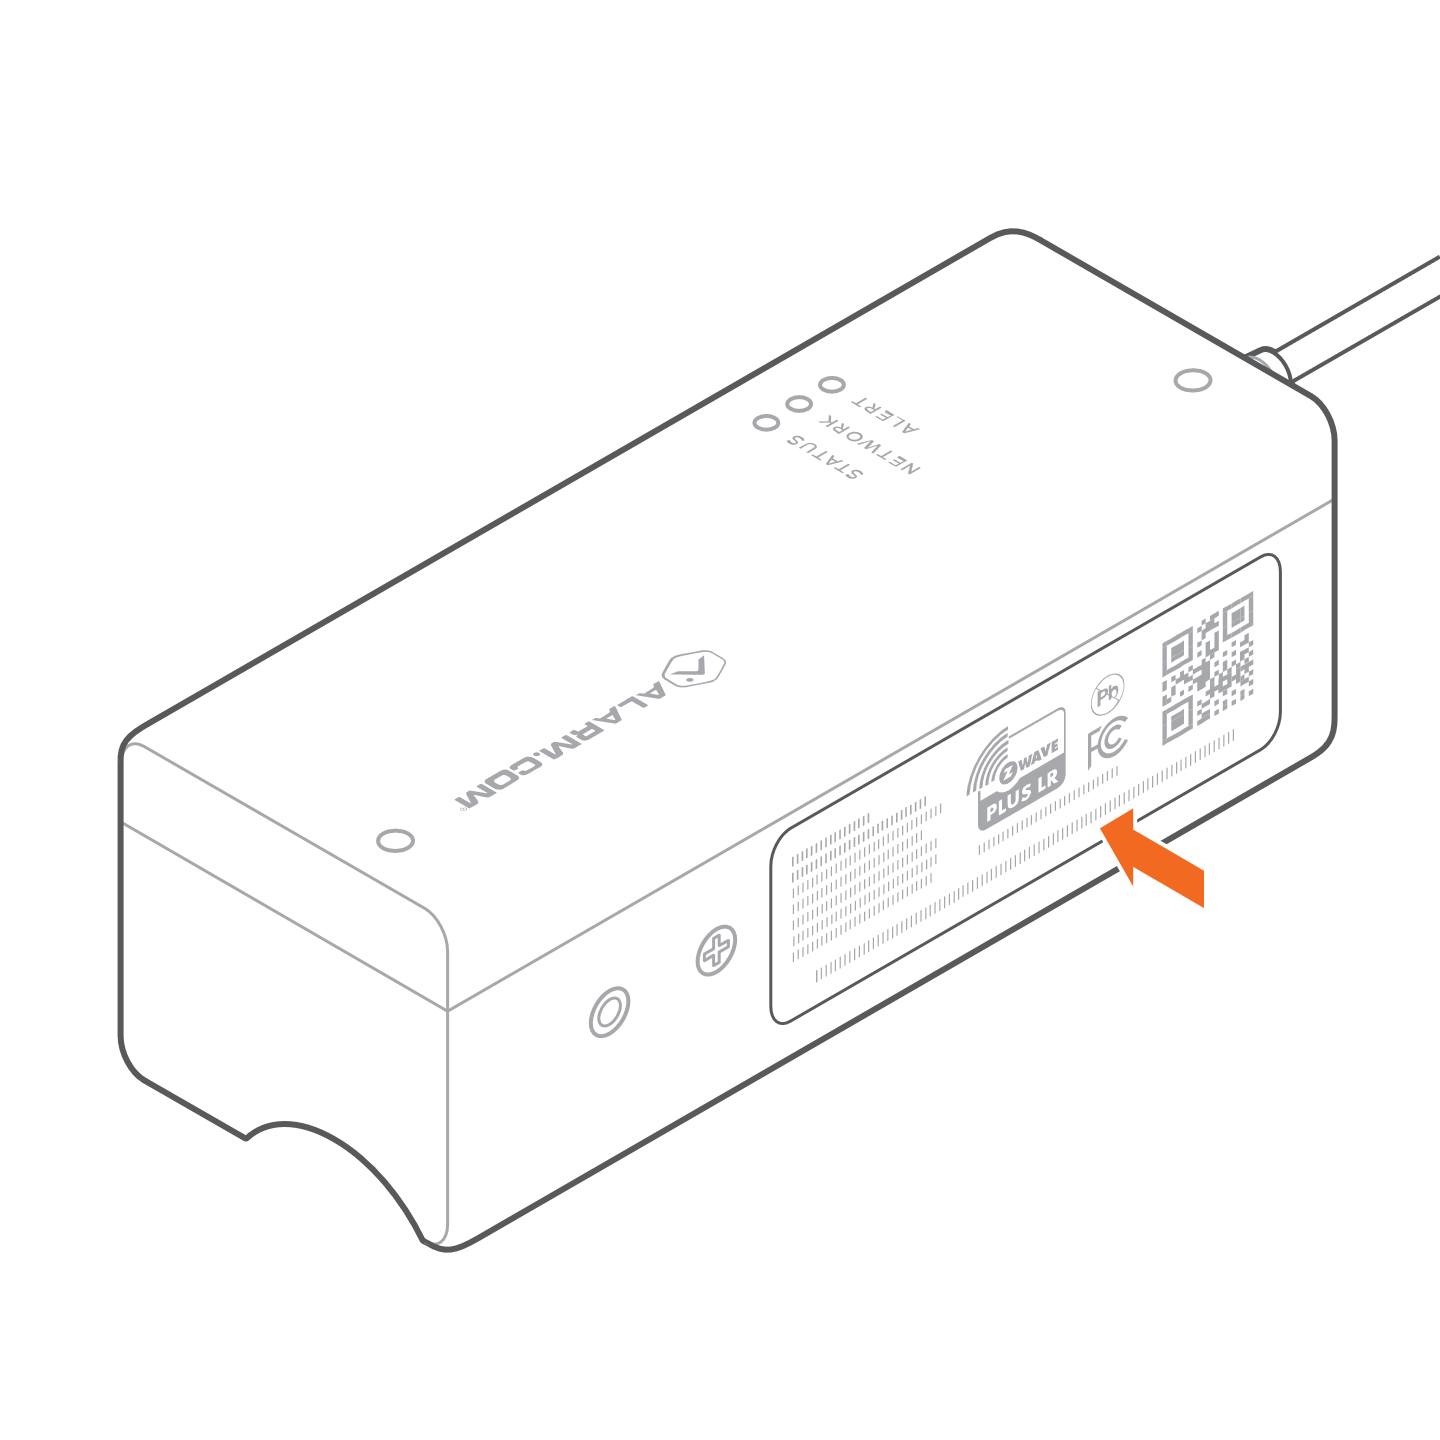 ALERT
NETWORK
STATUS
ALARM.COM
Pb
FC
Z WAVE
PLUS LR